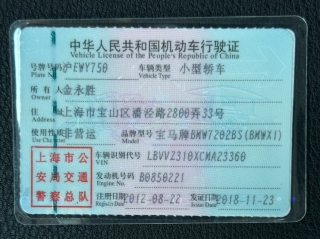 中华人民共和国机动车行驶证
Vehicle License of the People's Republic of China
号牌号码 沪EWY750 车辆类型 小型轿车
Plate No. Vehicle Type
所有人 金永胜
Owner
住址 上海市宝山区潘泾路2800弄33号
Address
使用性质 非营运 品牌型号 宝马牌BMW7202BS(BMWX1)
Use Character Model
上海市公安局交通警察总队
车辆识别代号 LBVVZ310XCMA23360
VIN
发动机号码 B0850221
Engine No.
注册日期 2012-08-22 发证日期 2018-11-23
Register Date Issue Date